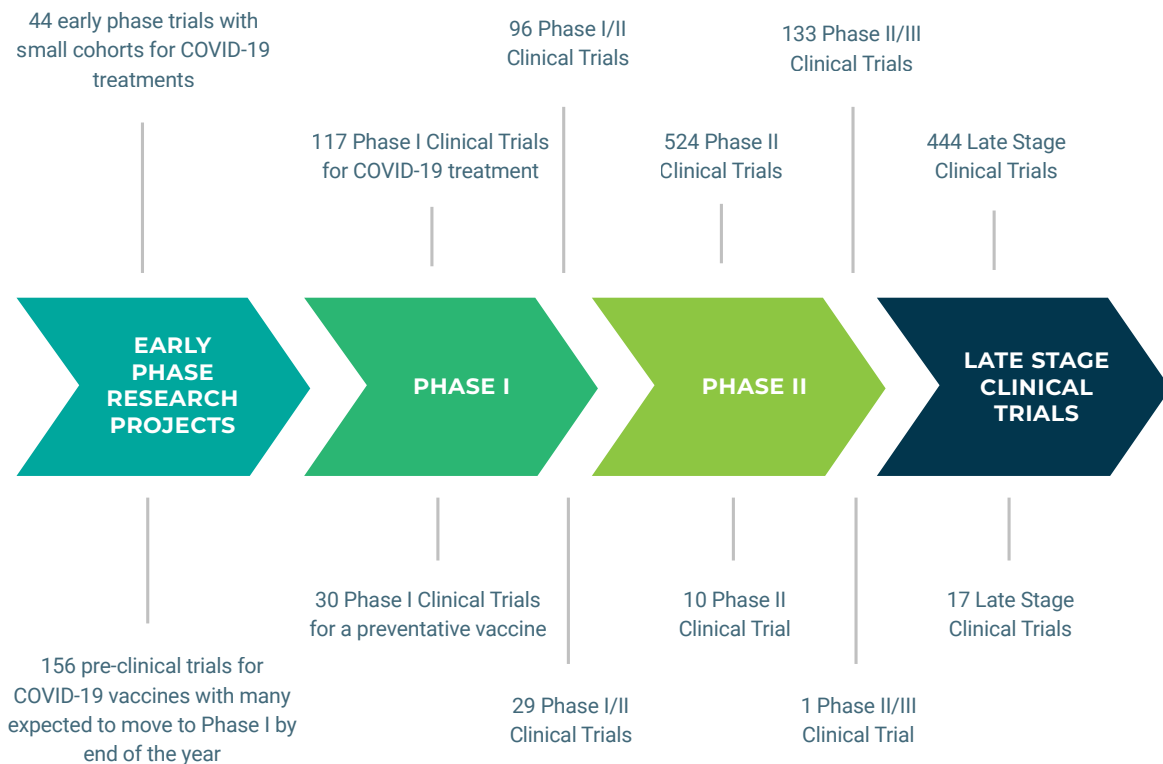 44 early phase trials with
small cohorts for COVID-19
treatments
96 Phase I/II
Clinical Trials
133 Phase II/III
Clinical Trials
117 Phase I Clinical Trials
for COVID-19 treatment
524 Phase II
Clinical Trials
444 Late Stage
Clinical Trials
EARLY
PHASE
RESEARCH
PROJECTS
PHASE I
PHASE II
LATE STAGE
CLINICAL
TRIALS
30 Phase I Clinical Trials
for a preventative vaccine
10 Phase II
Clinical Trial
17 Late Stage
Clinical Trials
156 pre-clinical trials for
COVID-19 vaccines with many
expected to move to Phase I by
end of the year
29 Phase I/II
Clinical Trials
1 Phase II/III
Clinical Trial